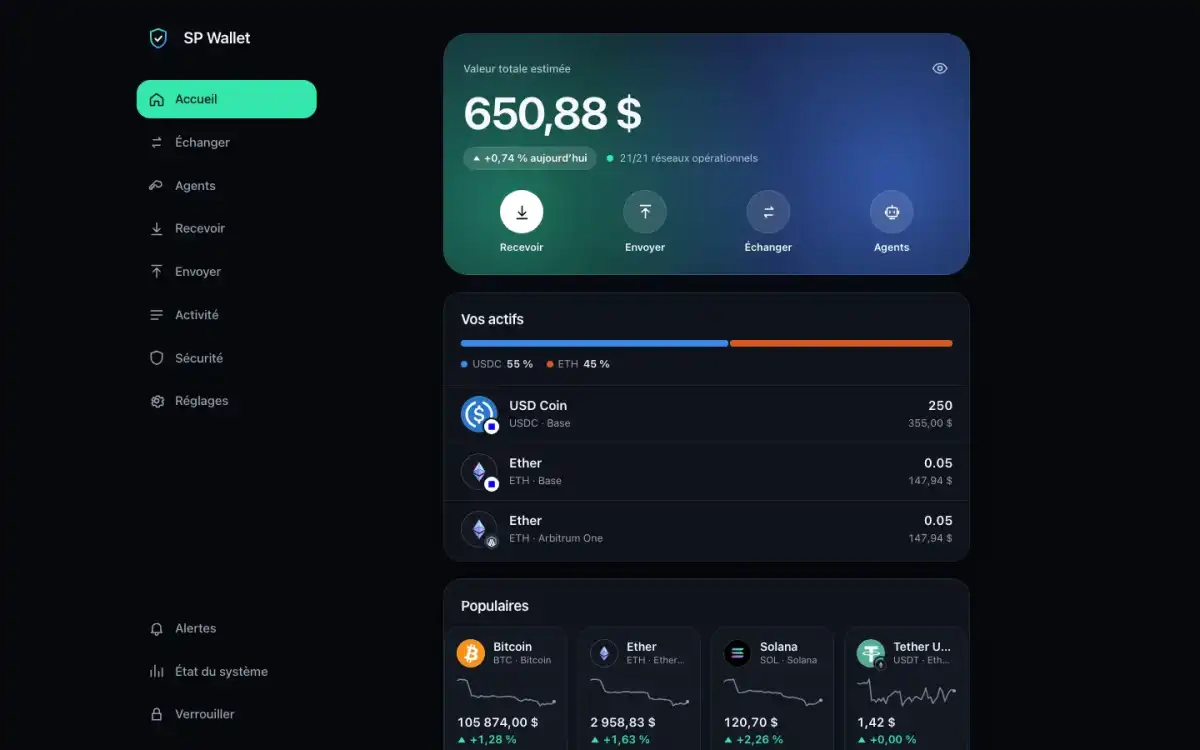 SP Wallet
Accueil
Échanger
Agents
Recevoir
Envoyer
Activité
Sécurité
Réglages
Alertes
État du système
Verrouiller
Valeur totale estimée
650,88 $
+0,74 % aujourd'hui
21/21 réseaux opérationnels
Recevoir
Envoyer
Échanger
Agents
Vos actifs
USDC 55 % ETH 45 %
USD Coin 250
USDC · Base 355,00 $
Ether 0.05
ETH · Base 147,94 $
Ether 0.05
ETH · Arbitrum One 147,94 $
Populaires
Bitcoin
BTC · Bitcoin
105 874,00 $
+1,28 %
Ether
ETH · Ether...
2 958,83 $
+1,63 %
Solana
SOL · Solana
120,70 $
+2,26 %
Tether U...
USDT · Eth...
1,42 $
+0,00 %